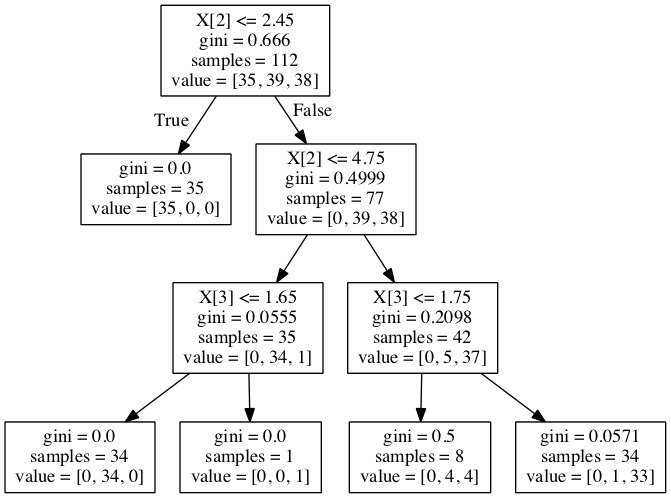 X[2] <= 2.45
gini = 0.666
samples = 112
value = [35, 39, 38]
True
False
gini = 0.0
samples = 35
value = [35, 0, 0]
X[2] <= 4.75
gini = 0.4999
samples = 77
value = [0, 39, 38]
X[3] <= 1.65
gini = 0.0555
samples = 35
value = [0, 34, 1]
X[3] <= 1.75
gini = 0.2098
samples = 42
value = [0, 5, 37]
gini = 0.0
samples = 34
value = [0, 34, 0]
gini = 0.0
samples = 1
value = [0, 0, 1]
gini = 0.5
samples = 8
value = [0, 4, 4]
gini = 0.0571
samples = 34
value = [0, 1, 33]